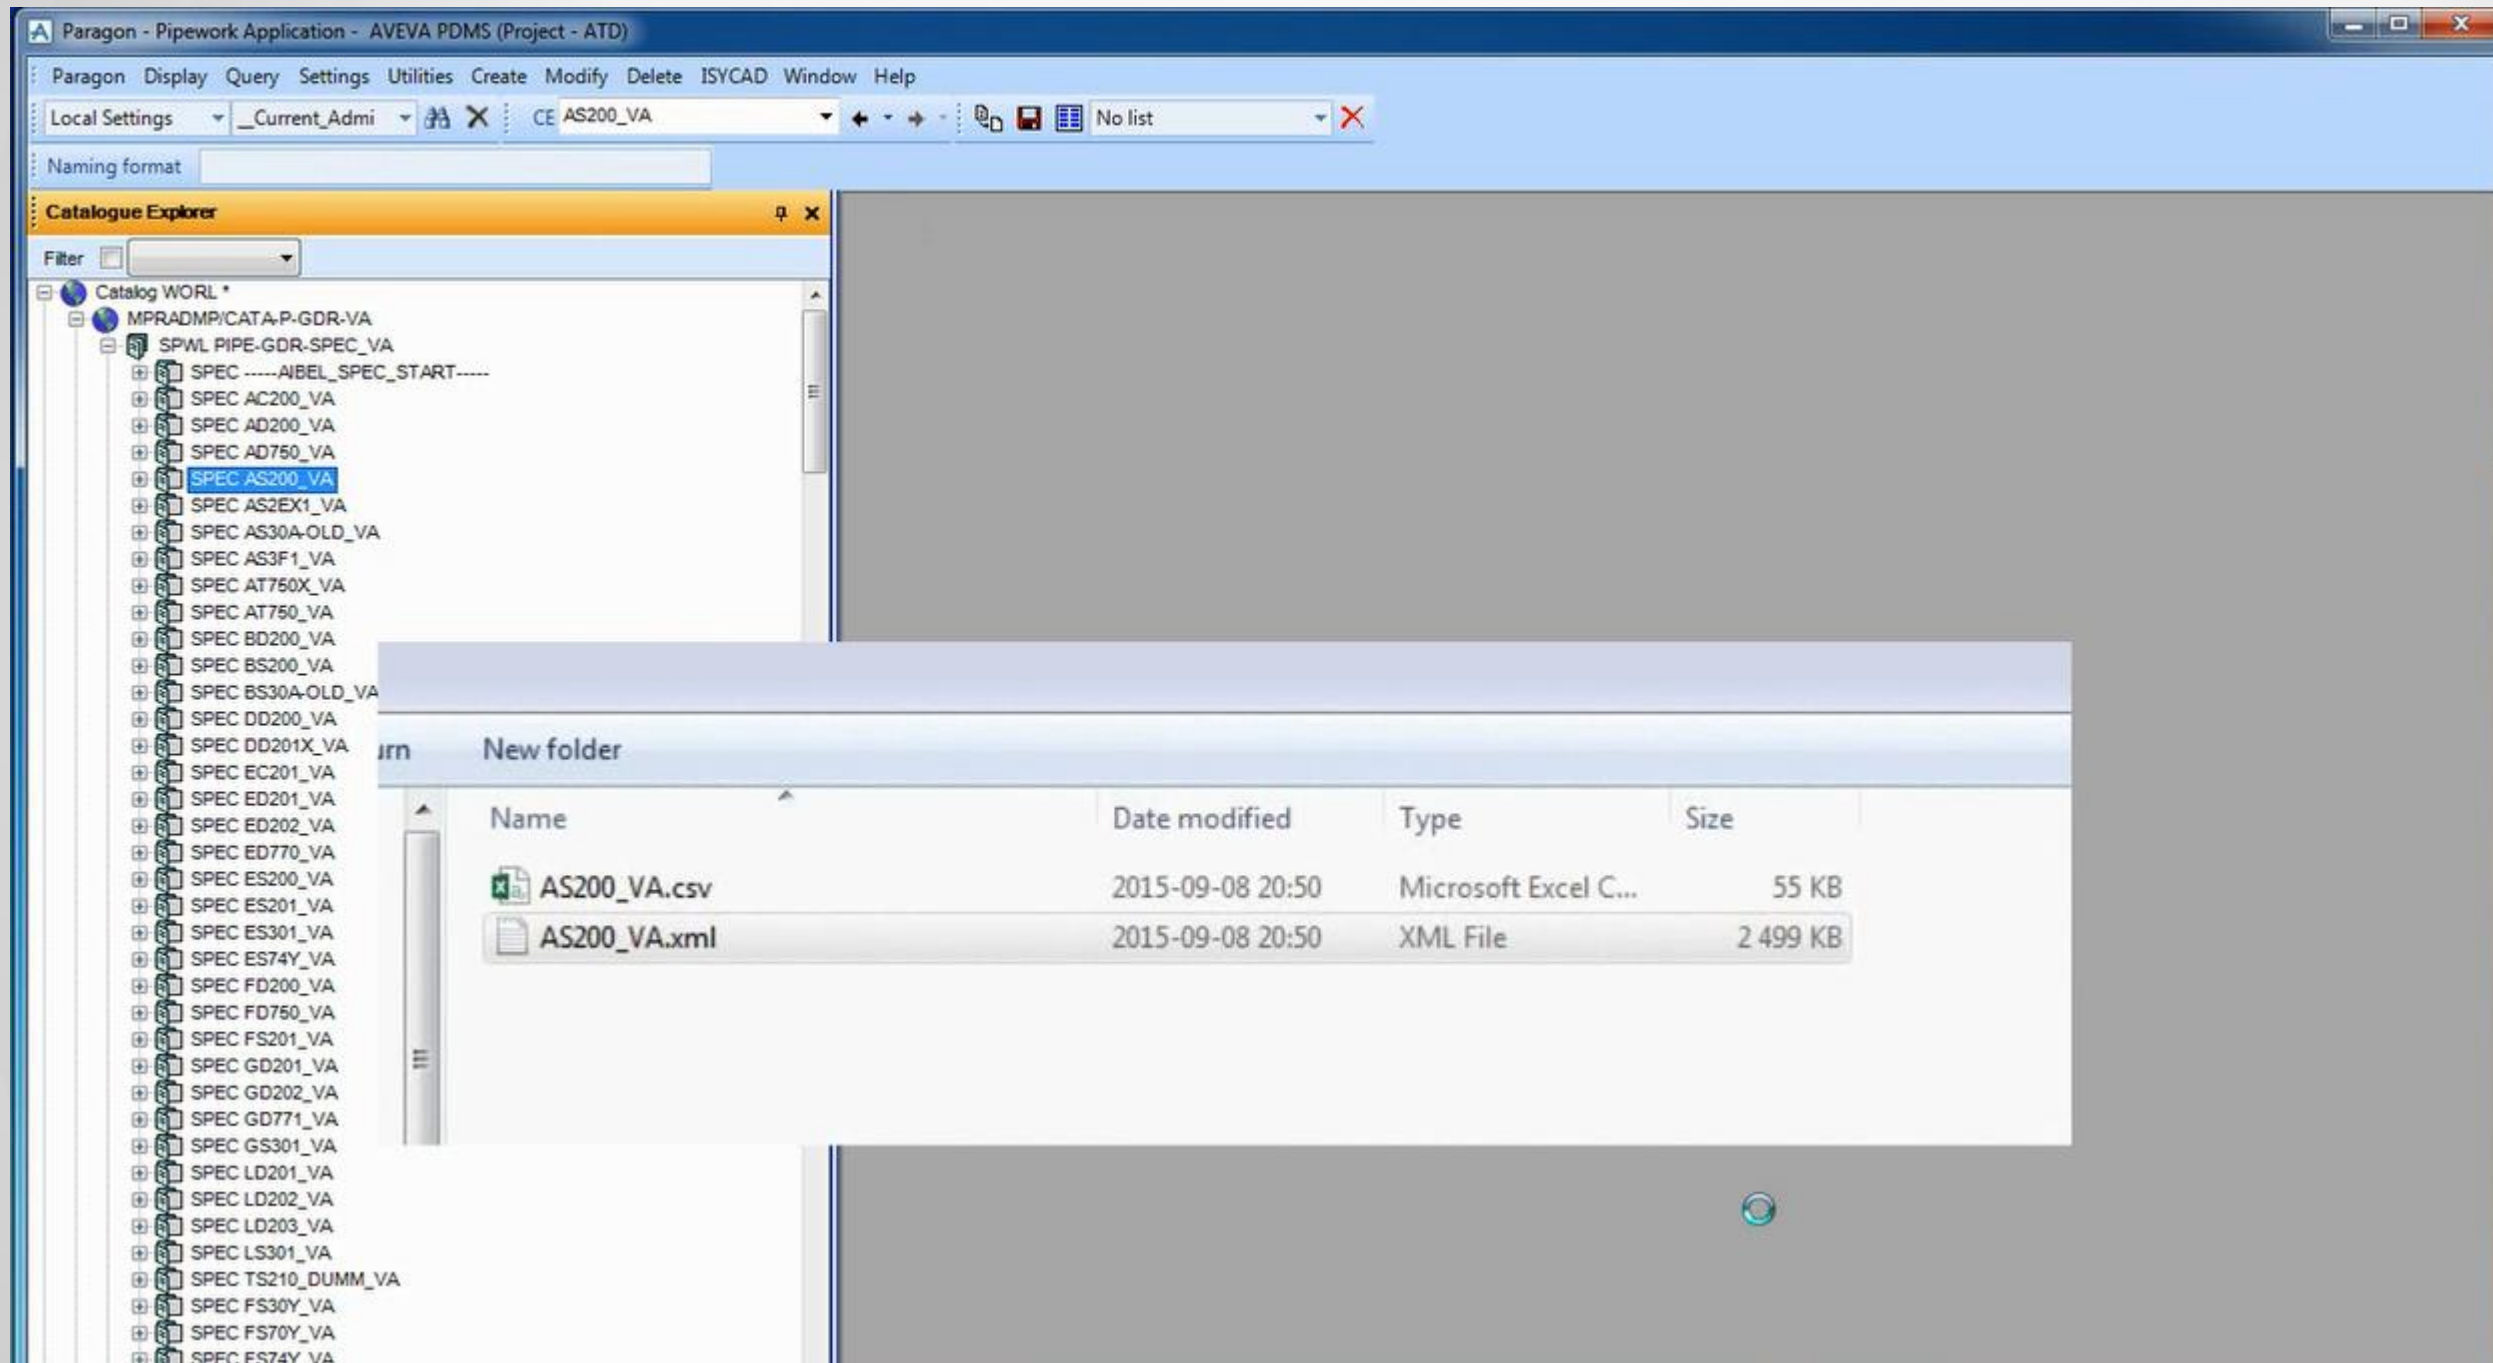 Paragon - Pipework Application - AVEVA PDMS (Project - ATD)
Paragon Display Query Settings Utilities Create Modify Delete ISYCAD Window Help
Local Settings __Current_Admi CE AS200_VA No list
Naming format
Catalogue Explorer
Filter
Catalog WORL *
MPRADMP/CATA-P-GDR-VA
SPWL PIPE-GDR-SPEC_VA
SPEC -----AIBEL_SPEC_START-----
SPEC AC200_VA
SPEC AD200_VA
SPEC AD750_VA
SPEC AS200_VA
SPEC AS2EX1_VA
SPEC AS30A-OLD_VA
SPEC AS3F1_VA
SPEC AT750X_VA
SPEC AT750_VA
SPEC BD200_VA
SPEC BS200_VA
SPEC BS30A-OLD_VA
SPEC DD200_VA
SPEC DD201X_VA
SPEC EC201_VA
SPEC ED201_VA
SPEC ED202_VA
SPEC ED770_VA
SPEC ES200_VA
SPEC ES201_VA
SPEC ES301_VA
SPEC ES74Y_VA
SPEC FD200_VA
SPEC FD750_VA
SPEC FS201_VA
SPEC GD201_VA
SPEC GD202_VA
SPEC GD771_VA
SPEC GS301_VA
SPEC LD201_VA
SPEC LD202_VA
SPEC LD203_VA
SPEC LS301_VA
SPEC TS210_DUMM_VA
SPEC FS30Y_VA
SPEC FS70Y_VA
urn New folder
Name Date modified Type Size
AS200_VA.csv 2015-09-08 20:50 Microsoft Excel C... 55 KB
AS200_VA.xml 2015-09-08 20:50 XML File 2 499 KB